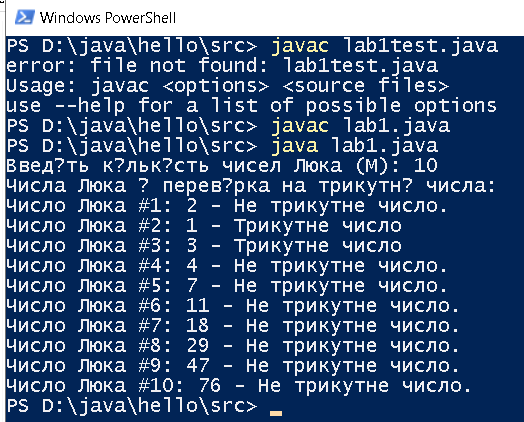 Windows PowerShell
PS D:\java\hello\src> javac lab1test.java
error: file not found: lab1test.java
Usage: javac <options> <source files>
use --help for a list of possible options
PS D:\java\hello\src> javac lab1.java
PS D:\java\hello\src> java lab1.java
Введ?ть к?льк?сть чисел Люка (М): 10
Числа Люка ? перев?рка на трикутн? числа:
Число Люка #1: 2 - Не трикутне число.
Число Люка #2: 1 - Трикутне число
Число Люка #3: 3 - Трикутне число
Число Люка #4: 4 - Не трикутне число.
Число Люка #5: 7 - Не трикутне число.
Число Люка #6: 11 - Не трикутне число.
Число Люка #7: 18 - Не трикутне число.
Число Люка #8: 29 - Не трикутне число.
Число Люка #9: 47 - Не трикутне число.
Число Люка #10: 76 - Не трикутне число.
PS D:\java\hello\src>